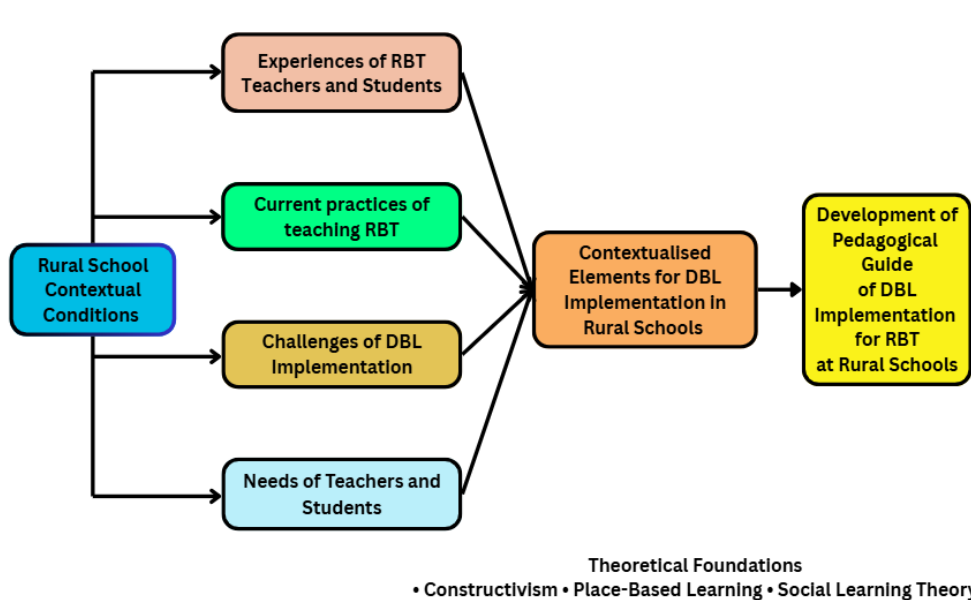 Experiences of RBT
Teachers and Students
Current practices of
teaching RBT
Rural School
Contextual
Conditions
Challenges of DBL
Implementation
Needs of Teachers and
Students
Contextualised
Elements for DBL
Implementation in
Rural Schools
Development of
Pedagogical
Guide
of DBL
Implementation
for RBT
at Rural Schools
Theoretical Foundations
• Constructivism • Place-Based Learning • Social Learning Theory